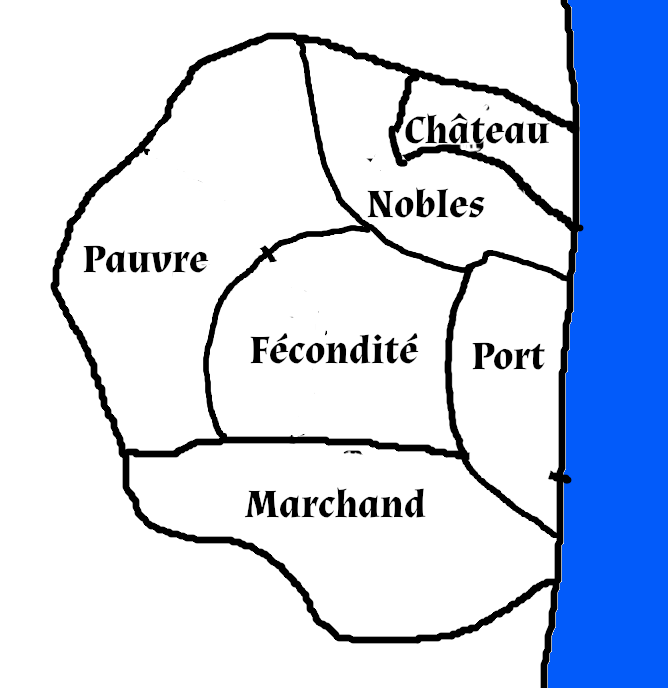 Château
Nobles
Pauvre
Fécondité
Port
Marchand